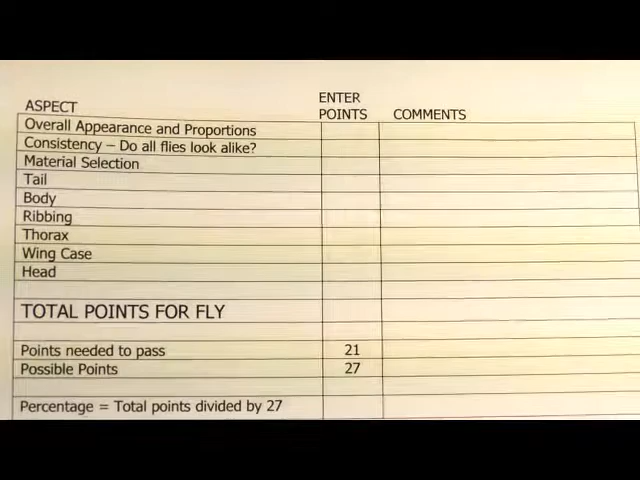 ASPECT ENTER POINTS COMMENTS
Overall Appearance and Proportions
Consistency – Do all flies look alike?
Material Selection
Tail
Body
Ribbing
Thorax
Wing Case
Head
TOTAL POINTS FOR FLY
Points needed to pass 21
Possible Points 27
Percentage = Total points divided by 27